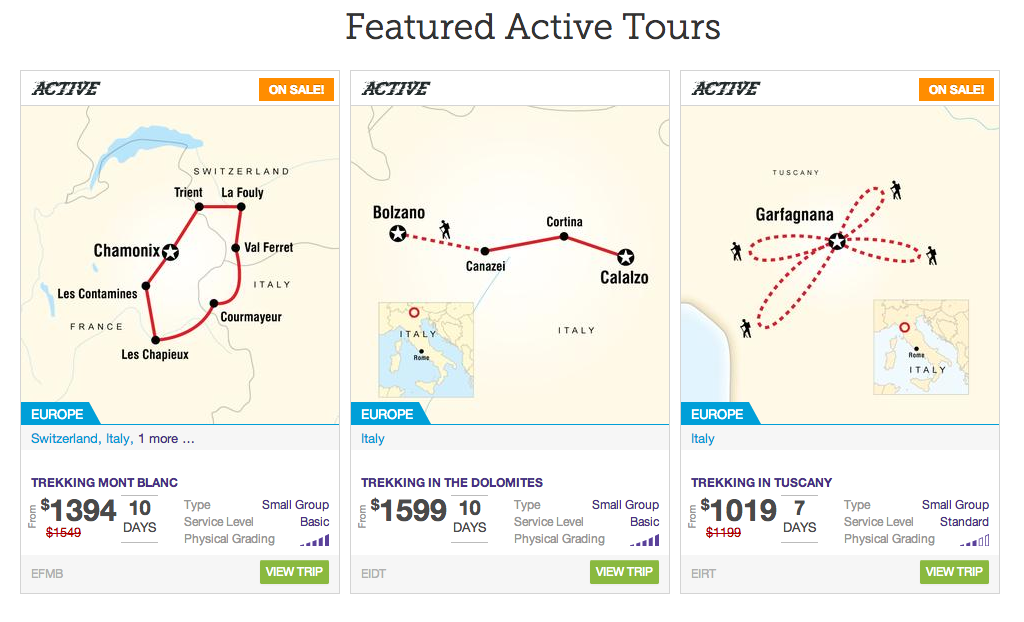 Featured Active Tours
ACTIVE
ON SALE!
SWITZERLAND
Trient
La Fouly
Chamonix
Val Ferret
Les Contamines
ITALY
Courmayeur
FRANCE
Les Chapieux
EUROPE
Switzerland, Italy, 1 more ...
TREKKING MONT BLANC
From $1394
$1549
10
DAYS
Type Small Group
Service Level Basic
Physical Grading
EFMB
VIEW TRIP
ACTIVE
Bolzano
Cortina
Canazei
Calalzo
ITALY
ITALY
Rome
EUROPE
Italy
TREKKING IN THE DOLOMITES
From $1599
10
DAYS
Type Small Group
Service Level Basic
Physical Grading
EIDT
VIEW TRIP
ACTIVE
ON SALE!
TUSCANY
Garfagnana
Rome
ITALY
EUROPE
Italy
TREKKING IN TUSCANY
From $1019
$1199
7
DAYS
Type Small Group
Service Level Standard
Physical Grading
EIRT
VIEW TRIP